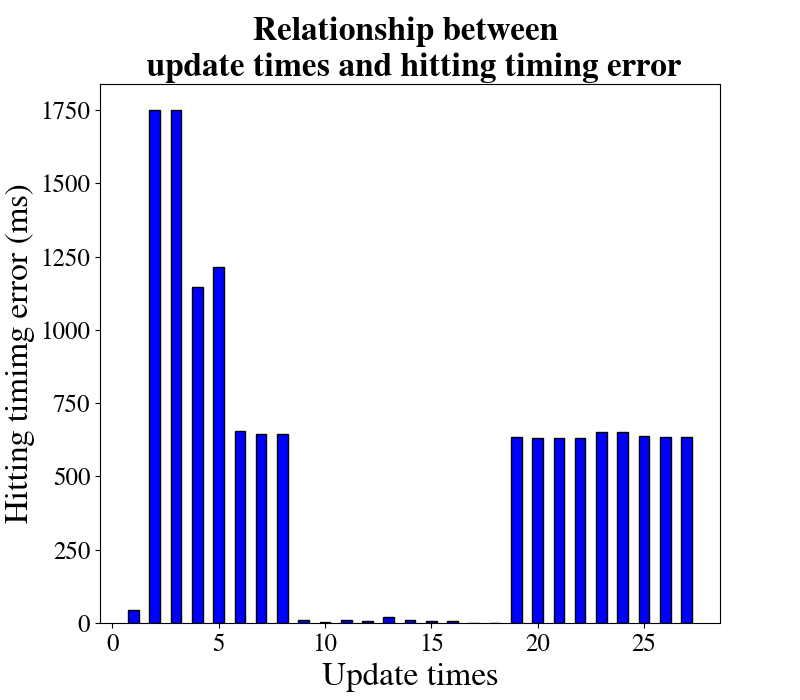 Relationship between
update times and hitting timing error
Hitting timimg error (ms)
1750
1500
1250
1000
750
500
250
0
0 5 10 15 20 25
Update times